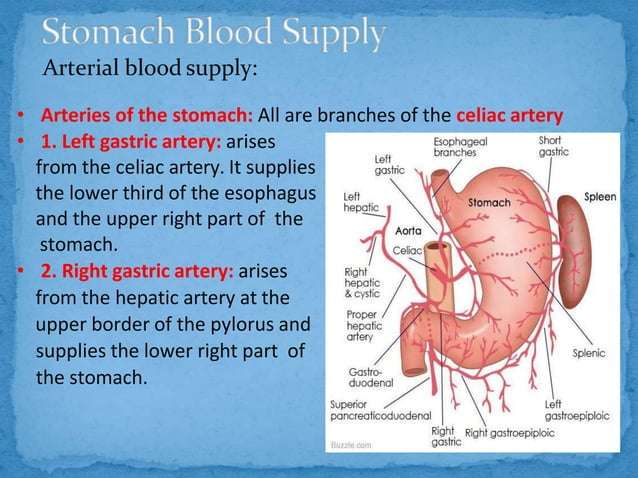 Stomach Blood Supply
Arterial blood supply:
• Arteries of the stomach: All are branches of the celiac artery
• 1. Left gastric artery: arises
from the celiac artery. It supplies
the lower third of the esophagus
and the upper right part of the
stomach.
• 2. Right gastric artery: arises
from the hepatic artery at the
upper border of the pylorus and
supplies the lower right part of
the stomach.
Esophageal
branches
Short
gastric
Left
gastric
Left
hepatic
Stomach
Spleen
Aorta
Celiac
Right
hepatic
& cystic
Proper
hepatic
artery
Splenic
Gastro-
duodenal
Superior
pancreaticoduodenal
Left
gastroepiploic
Right
gastric
Right gastroepiploic
Buzzle.com